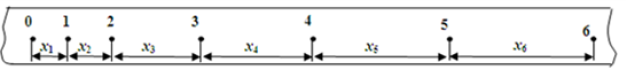 0 1 2 3 4 5 6
x₁ x₂ x₃ x₄ x₅ x₆